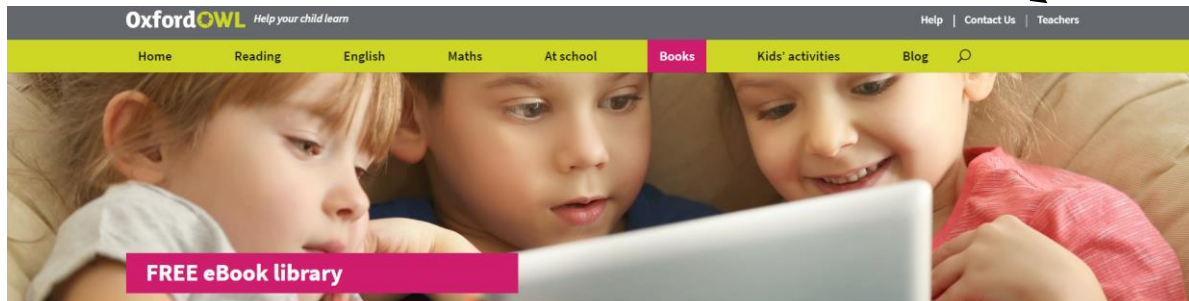 OxfordOWL Help your child learn
Help | Contact Us | Teachers
Home Reading English Maths At school Books Kids' activities Blog
FREE eBook library